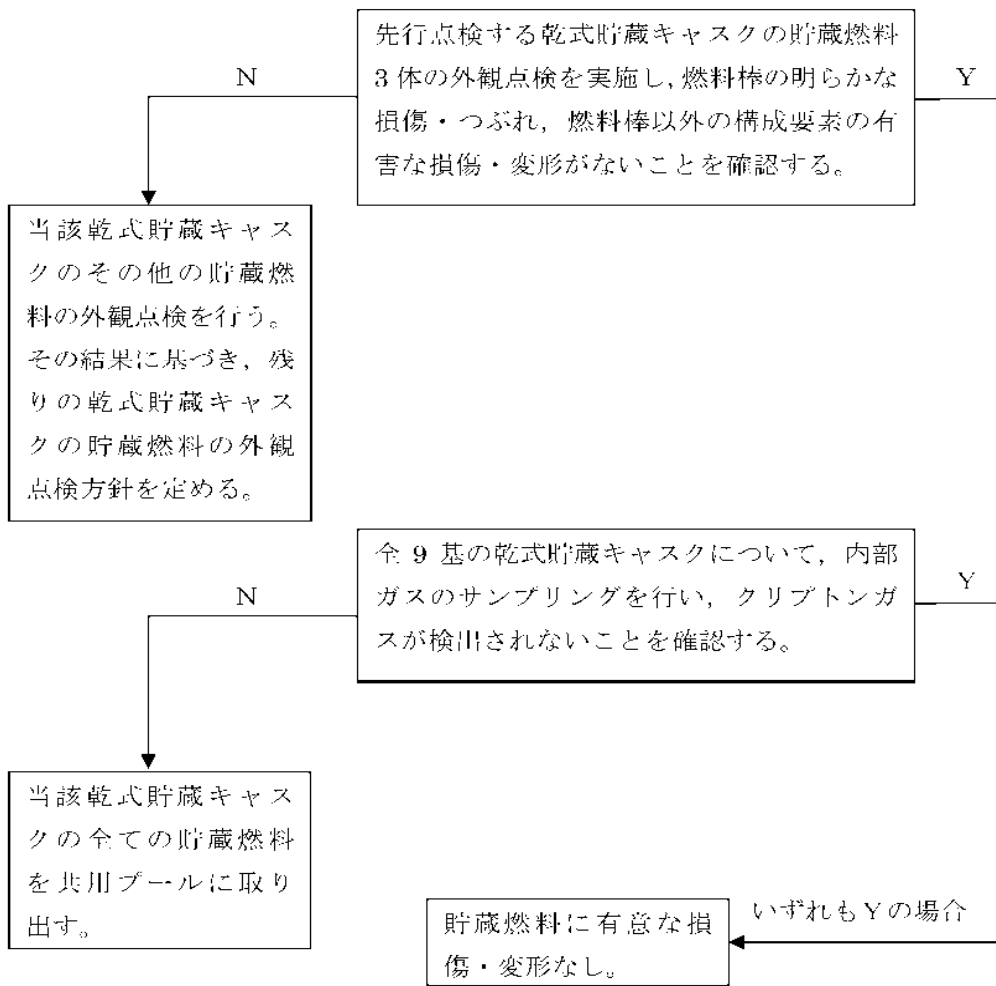 先行点検する乾式貯蔵キャスクの貯蔵燃料
3 体の外観点検を実施し,燃料棒の明らかな
損傷・つぶれ，燃料棒以外の構成要素の有
害な損傷・変形がないことを確認する。
N
Y
当該乾式貯蔵キャス
クのその他の貯蔵燃
料の外観点検を行う。
その結果に基づき，残
りの乾式貯蔵キャス
クの貯蔵燃料の外観
点検方針を定める。
全 9 基の乾式貯蔵キャスクについて，内部
ガスのサンプリングを行い，クリプトンガ
スが検出されないことを確認する。
N
Y
当該乾式貯蔵キャス
クの全ての貯蔵燃料
を共用プールに取り
出す。
いずれもYの場合
貯蔵燃料に有意な損
傷・変形なし。